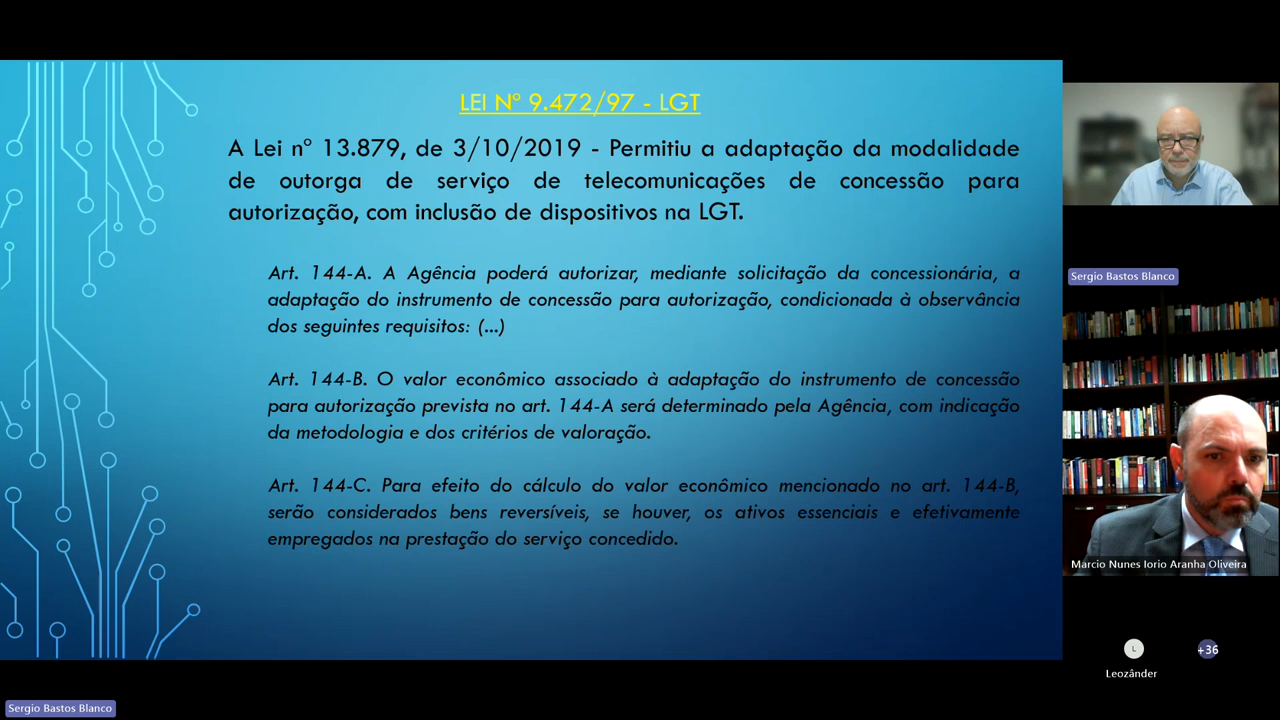 LEI Nº 9.472/97 - LGT
A Lei nº 13.879, de 3/10/2019 - Permitiu a adaptação da modalidade
de outorga de serviço de telecomunicações de concessão para
autorização, com inclusão de dispositivos na LGT.
Art. 144-A. A Agência poderá autorizar, mediante solicitação da concessionária, a
adaptação do instrumento de concessão para autorização, condicionada à observância
dos seguintes requisitos: (...)
Art. 144-B. O valor econômico associado à adaptação do instrumento de concessão
para autorização prevista no art. 144-A será determinado pela Agência, com indicação
da metodologia e dos critérios de valoração.
Art. 144-C. Para efeito do cálculo do valor econômico mencionado no art. 144-B,
serão considerados bens reversíveis, se houver, os ativos essenciais e efetivamente
empregados na prestação do serviço concedido.
Sergio Bastos Blanco
Marcio Nunes Iorio Aranha Oliveira
L
+36
Leozânder
Sergio Bastos Blanco